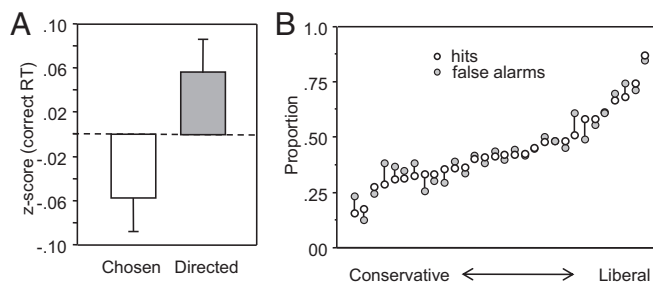 A
z-score (correct RT)
.10
.06
.02
-.02
-.06
-.10
Chosen Directed
B
hits
false alarms
Proportion
1.0
.75
.50
.25
00
Conservative Liberal